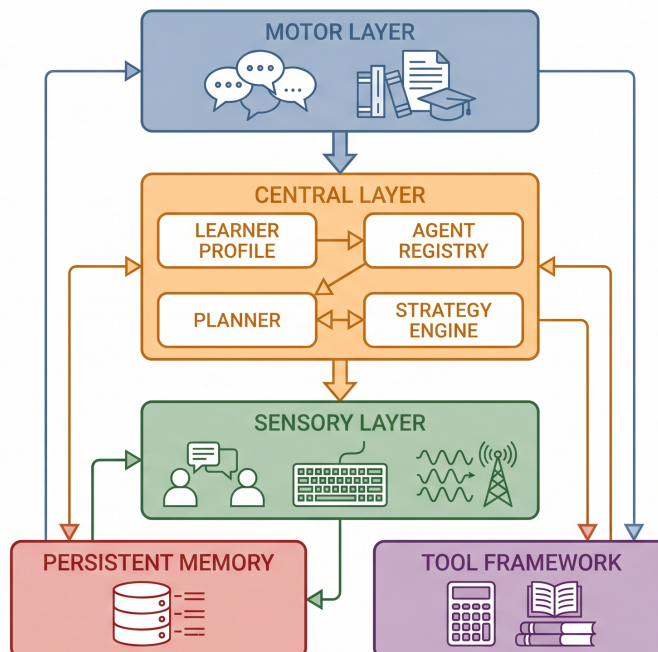 MOTOR LAYER
CENTRAL LAYER
LEARNER
PROFILE
AGENT
REGISTRY
PLANNER
STRATEGY
ENGINE
SENSORY LAYER
PERSISTENT MEMORY
TOOL FRAMEWORK